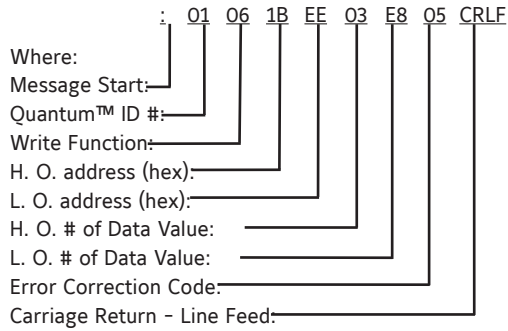 : 01 06 1B EE 03 E8 05 CRLF
Where:
Message Start:
Quantum™ ID #:
Write Function:
H. O. address (hex):
L. O. address (hex):
H. O. # of Data Value:
L. O. # of Data Value:
Error Correction Code:
Carriage Return - Line Feed: